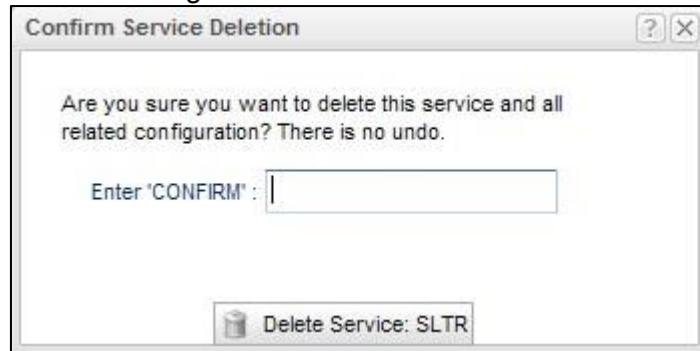 Confirm Service Deletion ? X
Are you sure you want to delete this service and all
related configuration? There is no undo.
Enter 'CONFIRM' :
Delete Service: SLTR